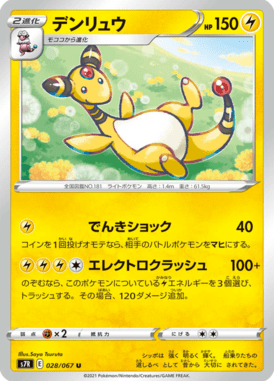 2進化 デンリュウ HP150
モココから進化
全国図鑑NO.181 ライトポケモン 高さ:1.4m 重さ:61.5kg
でんきショック 40
コインを1回投げオモテなら、相手のバトルポケモンをマヒにする。
エレクトロクラッシュ 100+
のぞむなら、このポケモンについているエネルギーを3個選び、
トラッシュする。その場合、120ダメージ追加。
弱点 ×2 抵抗力 にげる
Illus.Saya Tsuruta
S7R E 028/067 U
©2021 Pokémon/Nintendo/Creatures/GAME FREAK.
シッポの 光が